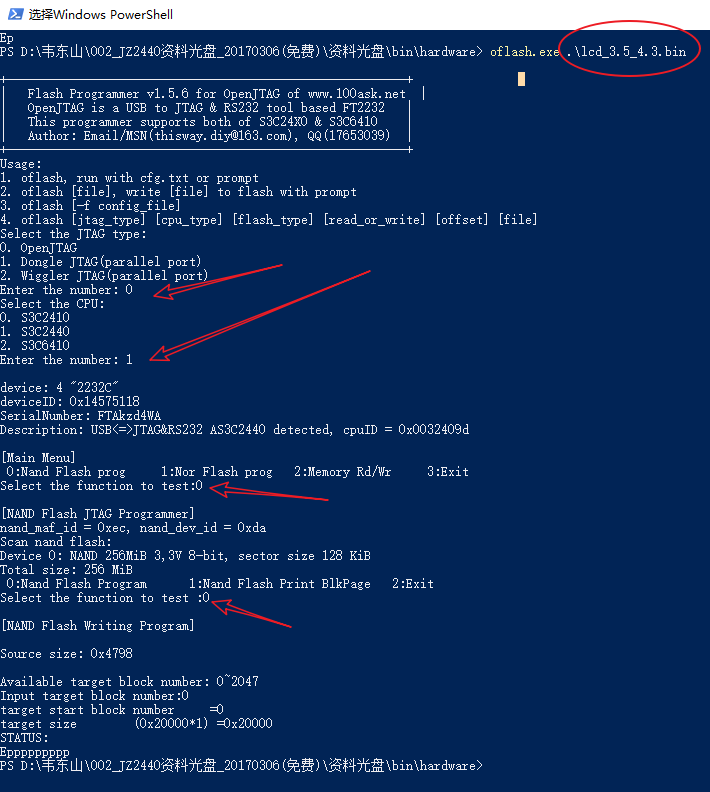 选择Windows PowerShell
Ep
PS D:\韦东山\002_JZ2440资料光盘_20170306(免费)\资料光盘\bin\hardware> oflash.exe .\lcd_3.5_4.3.bin
+---------------------------------------------------------+
| Flash Programmer v1.5.6 for OpenJTAG of www.100ask.net |
| OpenJTAG is a USB to JTAG & RS232 tool based FT2232 |
| This programmer supports both of S3C24X0 & S3C6410 |
| Author: Email/MSN(thisway.diy@163.com), QQ(17653039) |
+---------------------------------------------------------+
Usage:
1. oflash, run with cfg.txt or prompt
2. oflash [file], write [file] to flash with prompt
3. oflash [-f config_file]
4. oflash [jtag_type] [cpu_type] [flash_type] [read_or_write] [offset] [file]
Select the JTAG type:
0. OpenJTAG
1. Dongle JTAG(parallel port)
2. Wiggler JTAG(parallel port)
Enter the number: 0
Select the CPU:
0. S3C2410
1. S3C2440
2. S3C6410
Enter the number: 1
device: 4 "2232C"
deviceID: 0x14575118
SerialNumber: FTAkzd4WA
Description: USB<=>JTAG&RS232 AS3C2440 detected, cpuID = 0x0032409d
[Main Menu]
0:Nand Flash prog 1:Nor Flash prog 2:Memory Rd/Wr 3:Exit
Select the function to test:0
[NAND Flash JTAG Programmer]
nand_maf_id = 0xec, nand_dev_id = 0xda
Scan nand flash:
Device 0: NAND 256MiB 3,3V 8-bit, sector size 128 KiB
Total size: 256 MiB
0:Nand Flash Program 1:Nand Flash Print BlkPage 2:Exit
Select the function to test :0
[NAND Flash Writing Program]
Source size: 0x4798
Available target block number: 0~2047
Input target block number:0
target start block number =0
target size (0x20000*1) =0x20000
STATUS:
Eppppppppp
PS D:\韦东山\002_JZ2440资料光盘_20170306(免费)\资料光盘\bin\hardware>